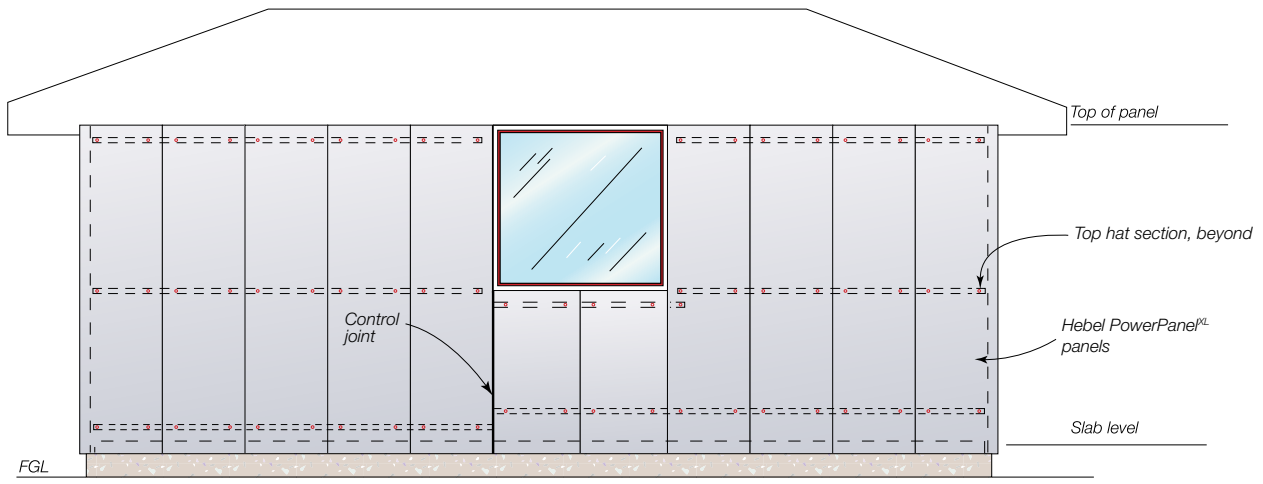 Top of panel
Top hat section, beyond
Control
joint
Hebel PowerPanelXL
panels
Slab level
FGL